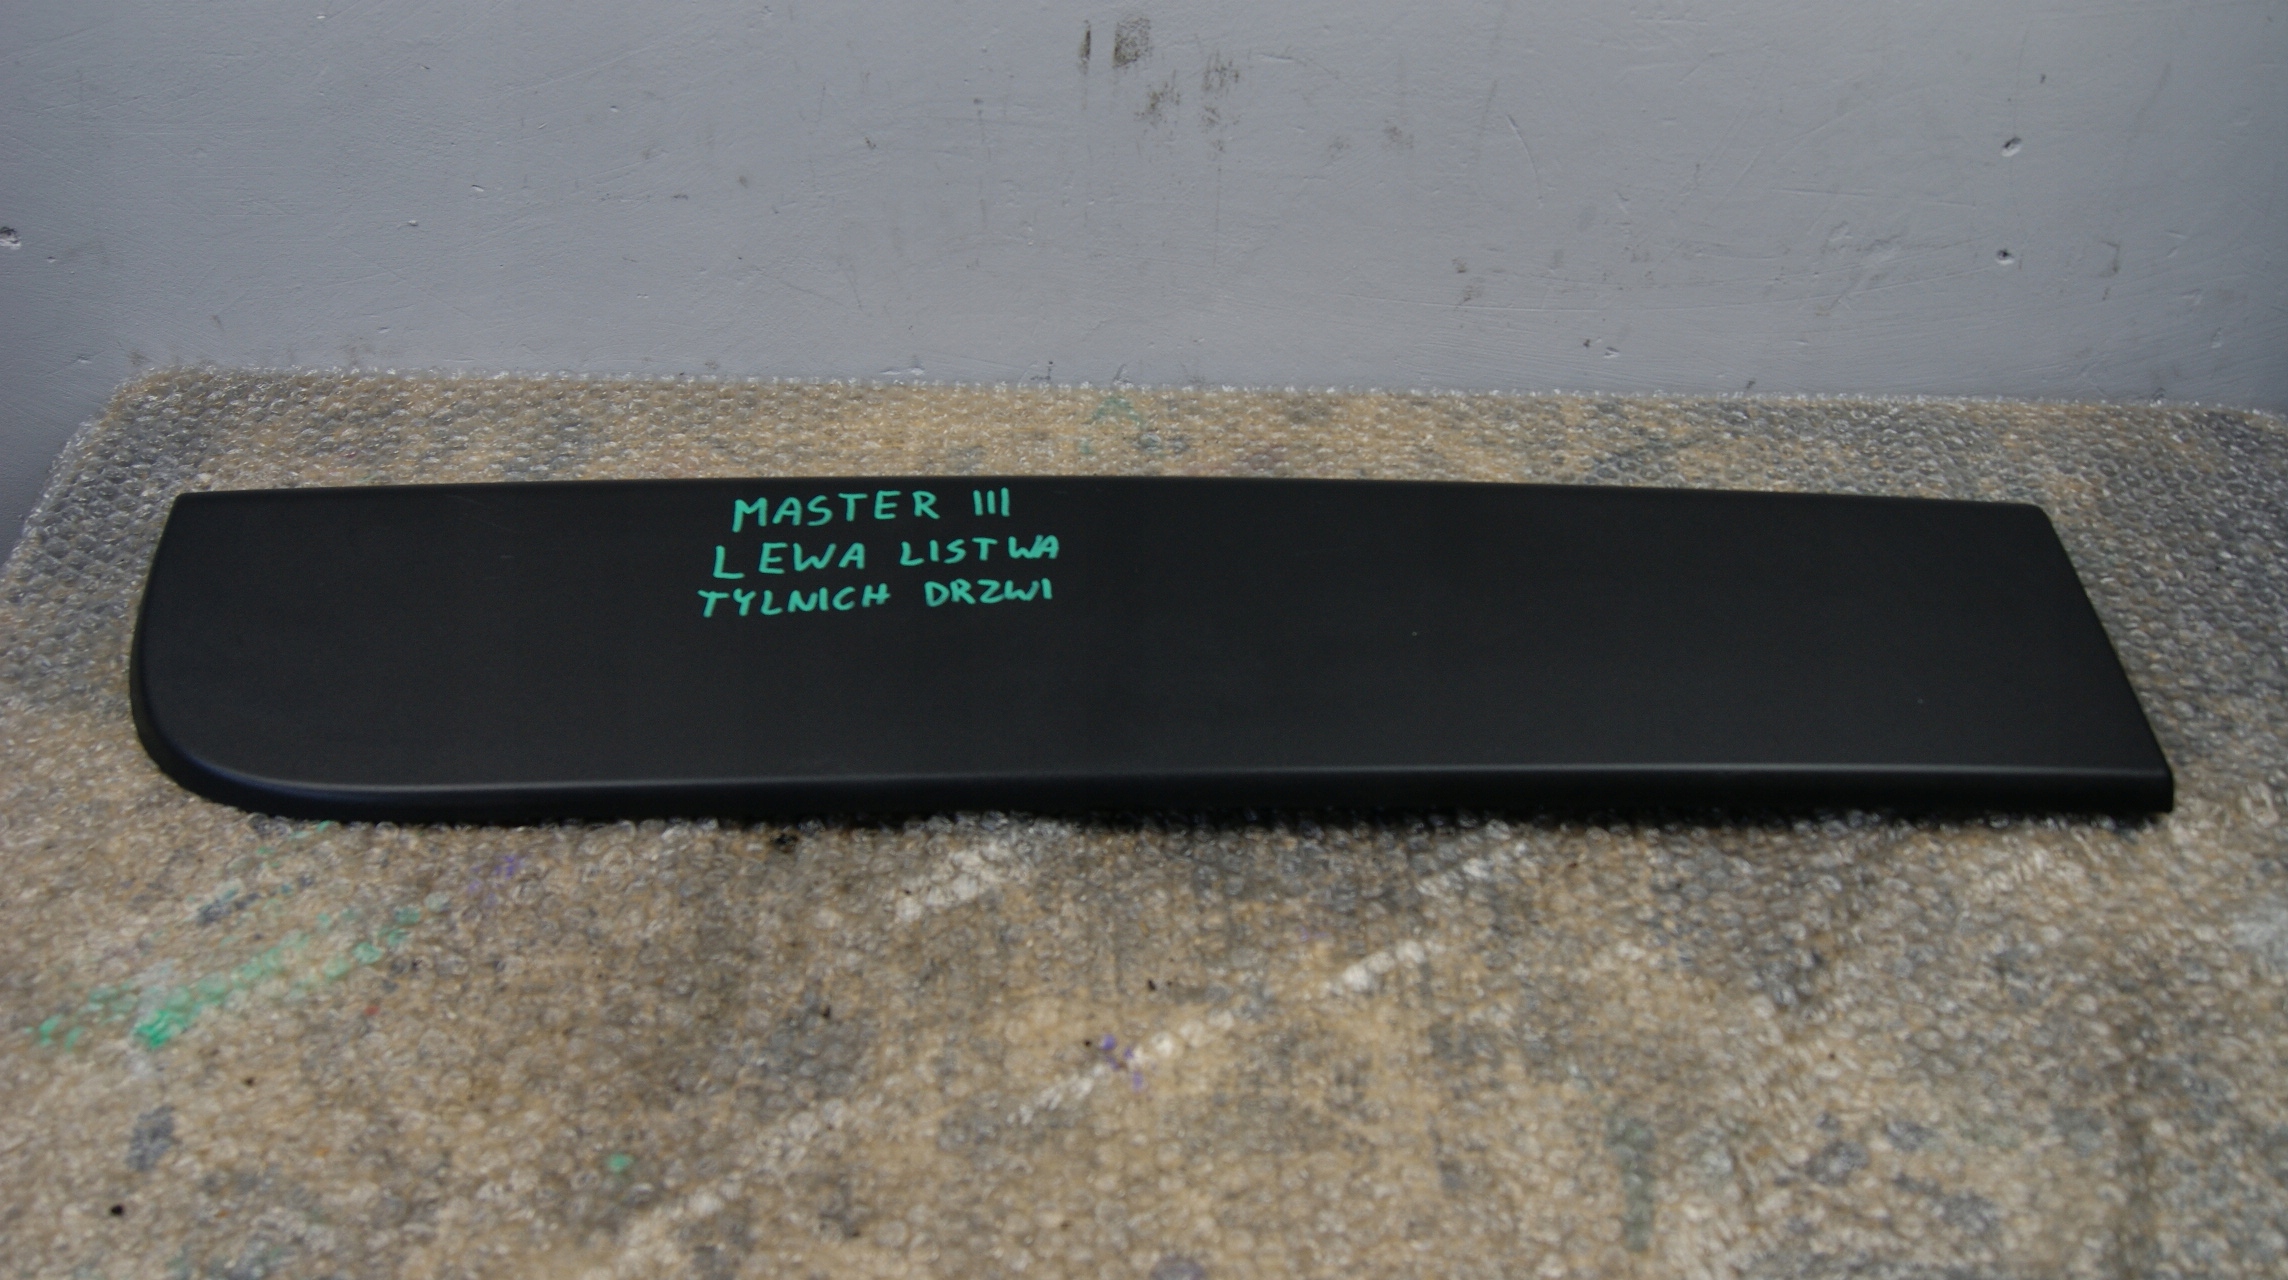 MASTER III
LEWA LISTWA
TYLNICH DRZWI